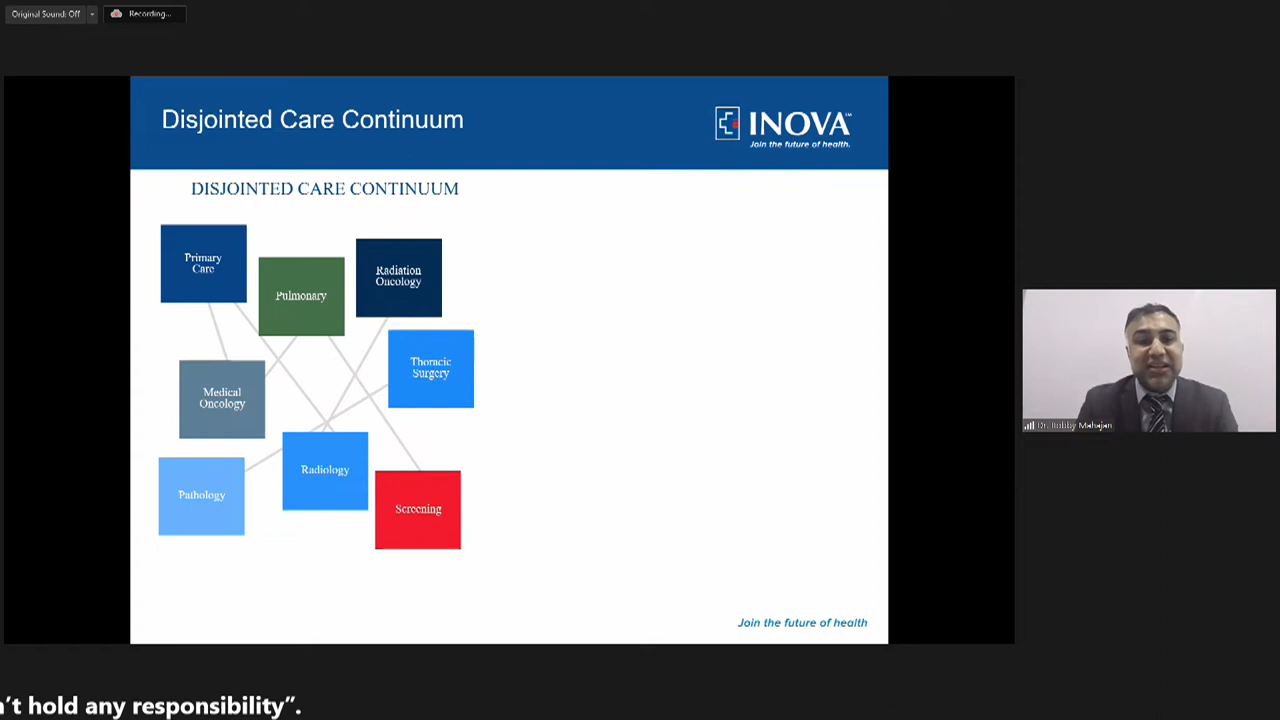 Original Sound: Off
Recording...
Disjointed Care Continuum
INOVA™
Join the future of health.
DISJOINTED CARE CONTINUUM
Primary
Care
Pulmonary
Radiation
Oncology
Thoracic
Surgery
Medical
Oncology
Radiology
Pathology
Screening
Dr. Bobby Mahajan
Join the future of health
't hold any responsibility”.